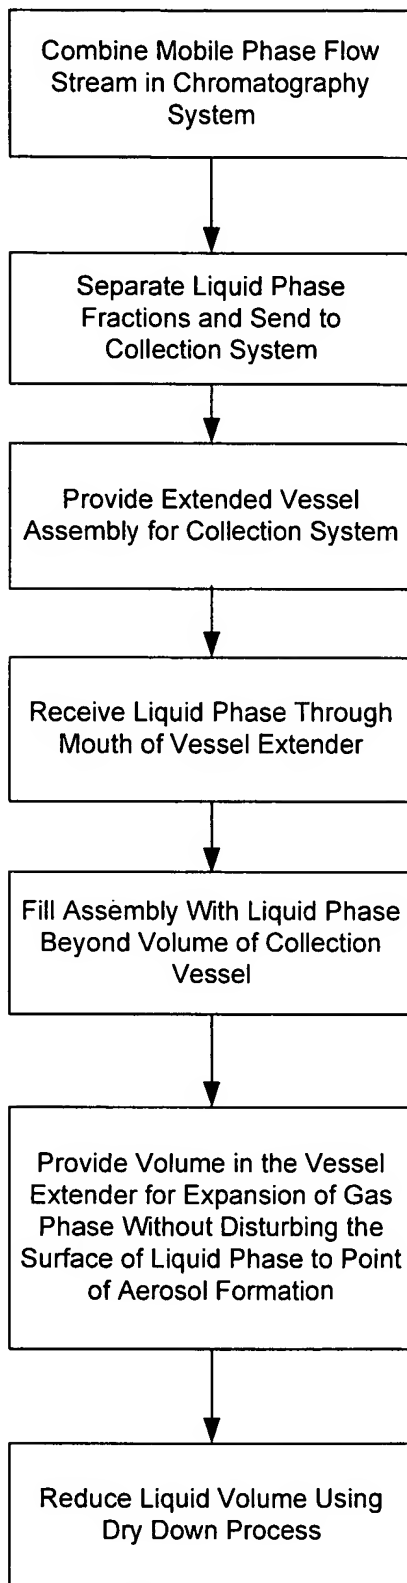 Combine Mobile Phase Flow
Stream in Chromatography
System
Separate Liquid Phase
Fractions and Send to
Collection System
Provide Extended Vessel
Assembly for Collection System
Receive Liquid Phase Through
Mouth of Vessel Extender
Fill Assembly With Liquid Phase
Beyond Volume of Collection
Vessel
Provide Volume in the Vessel
Extender for Expansion of Gas
Phase Without Disturbing the
Surface of Liquid Phase to Point
of Aerosol Formation
Reduce Liquid Volume Using
Dry Down Process